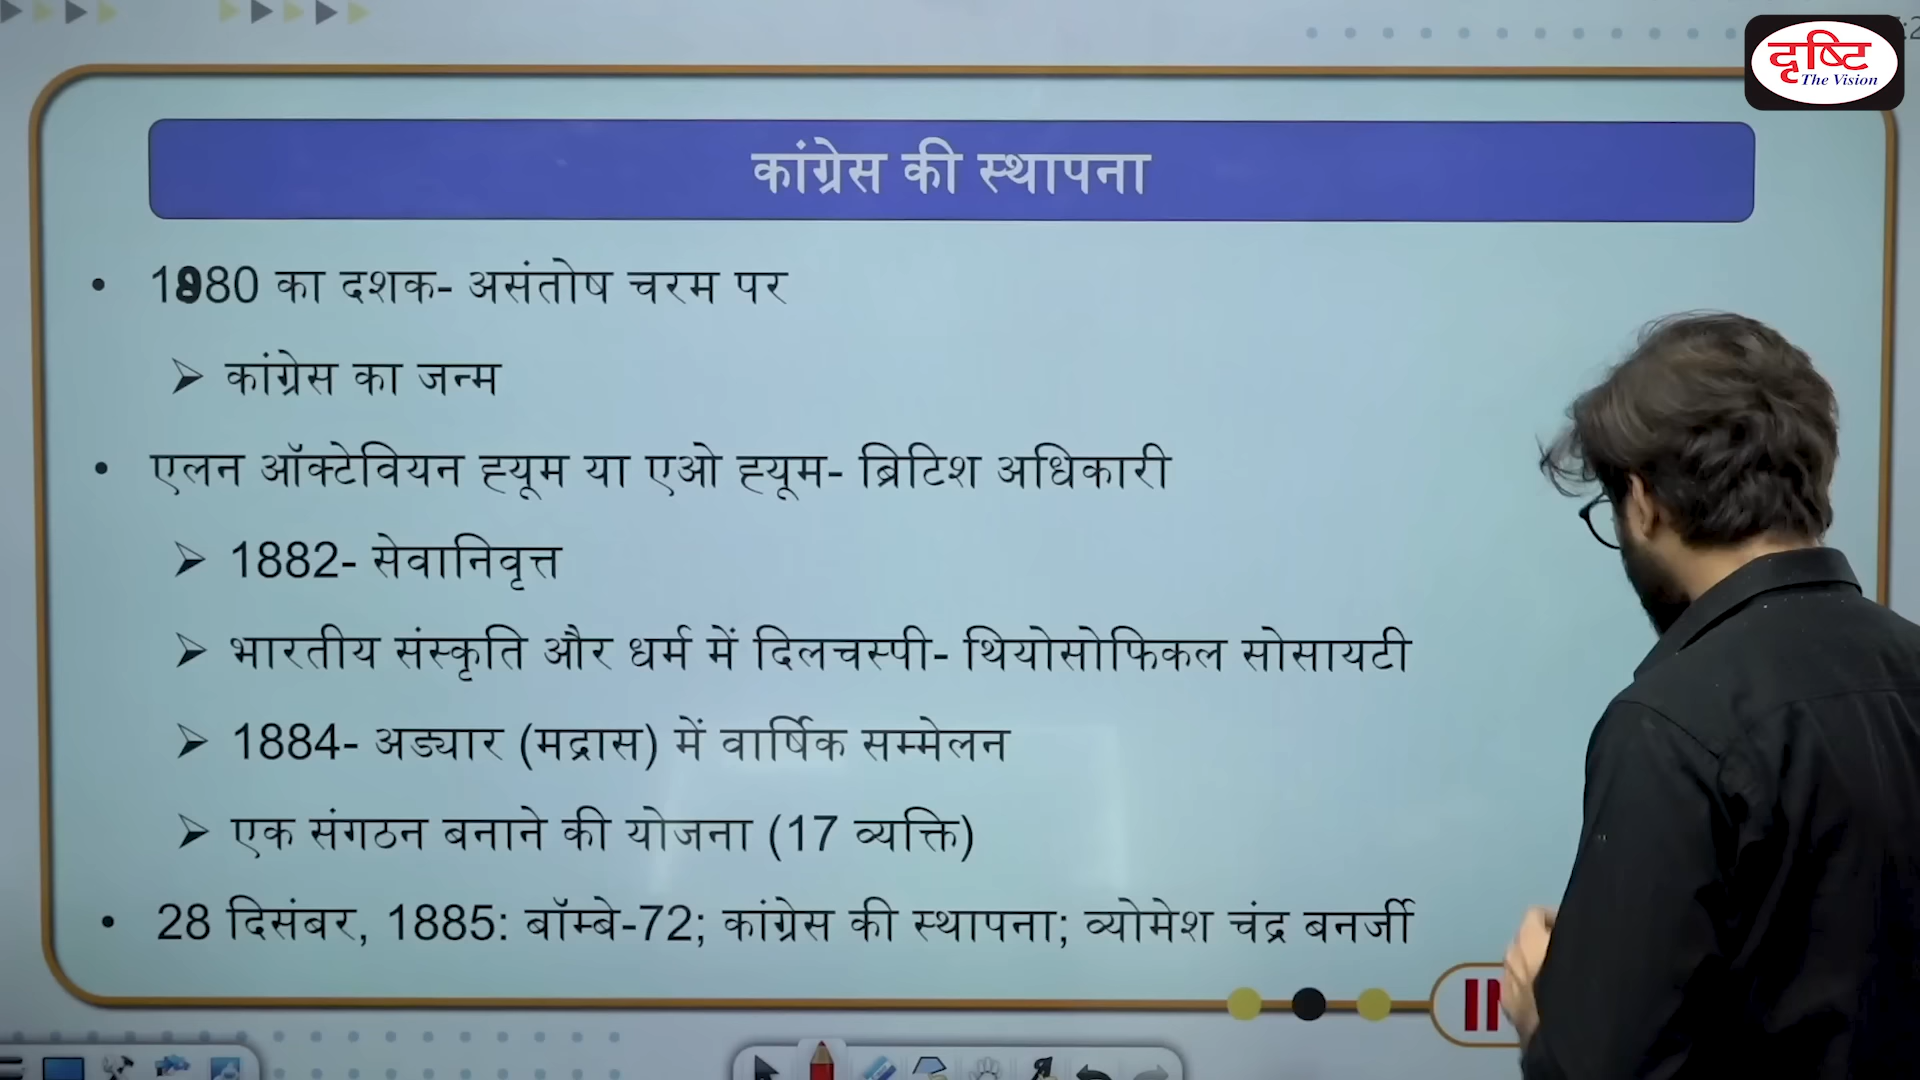 दृष्टि
The Vision
कांग्रेस की स्थापना
• 1880 का दशक- असंतोष चरम पर
➢ कांग्रेस का जन्म
• एलन ऑक्टेवियन ह्यूम या एओ ह्यूम- ब्रिटिश अधिकारी
➢ 1882- सेवानिवृत्त
➢ भारतीय संस्कृति और धर्म में दिलचस्पी- थियोसोफिकल सोसायटी
➢ 1884- अड्यार (मद्रास) में वार्षिक सम्मेलन
➢ एक संगठन बनाने की योजना (17 व्यक्ति)
• 28 दिसंबर, 1885: बॉम्बे-72; कांग्रेस की स्थापना; व्योमेश चंद्र बनर्जी